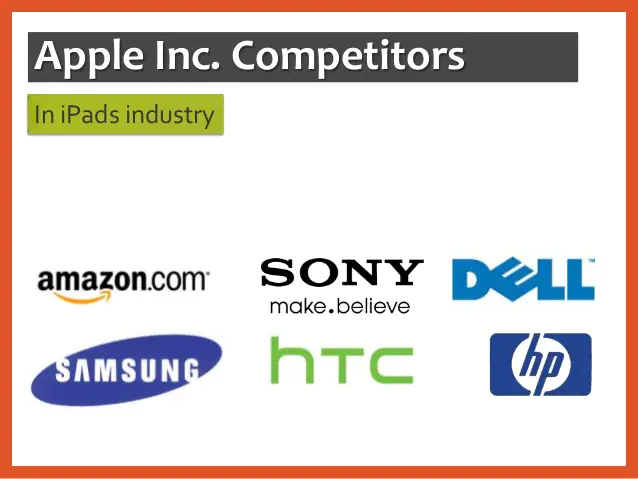 Apple Inc. Competitors
In iPads industry
amazon.com
SONY
make.believe
DELL
SAMSUNG
hTC
hp